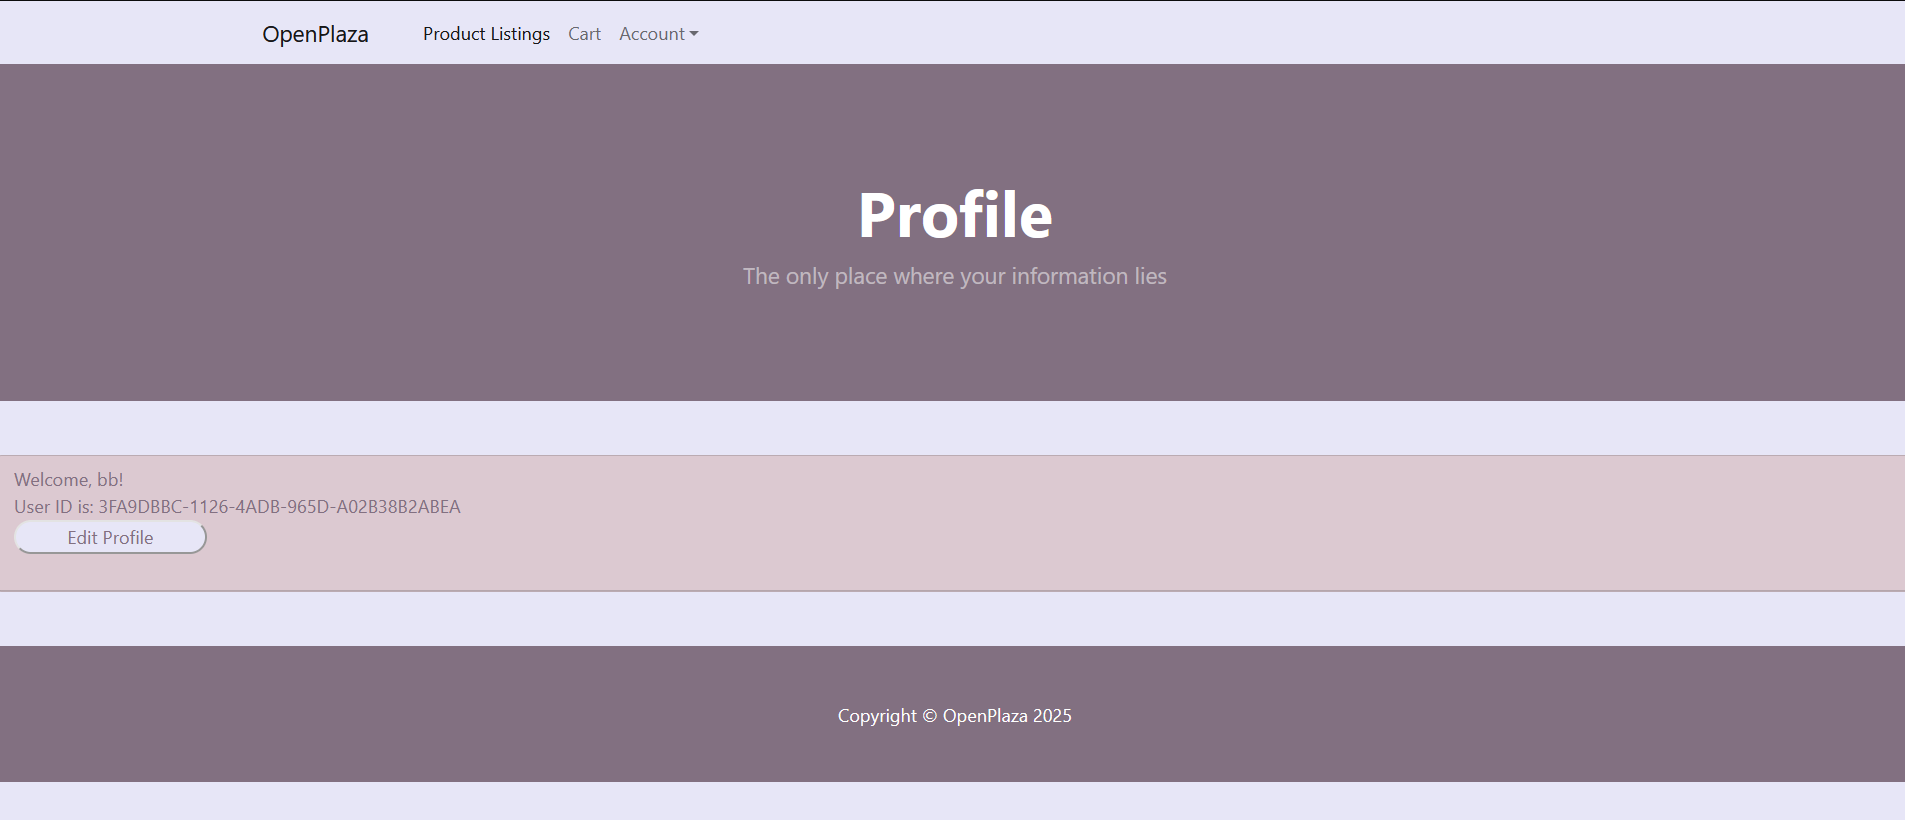 OpenPlaza Product Listings Cart Account
Profile
The only place where your information lies
Welcome, bb!
User ID is: 3FA9DBBC-1126-4ADB-965D-A02B38B2ABEA
Edit Profile
Copyright © OpenPlaza 2025